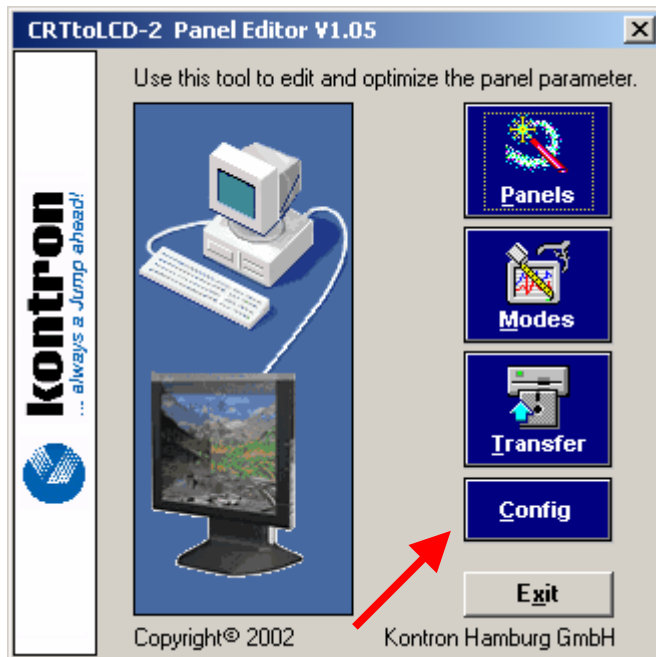 CRTtoLCD-2 Panel Editor V1.05
Use this tool to edit and optimize the panel parameter.
kontron
... always a Jump ahead!
Panels
Modes
Transfer
Config
Exit
Copyright© 2002
Kontron Hamburg GmbH